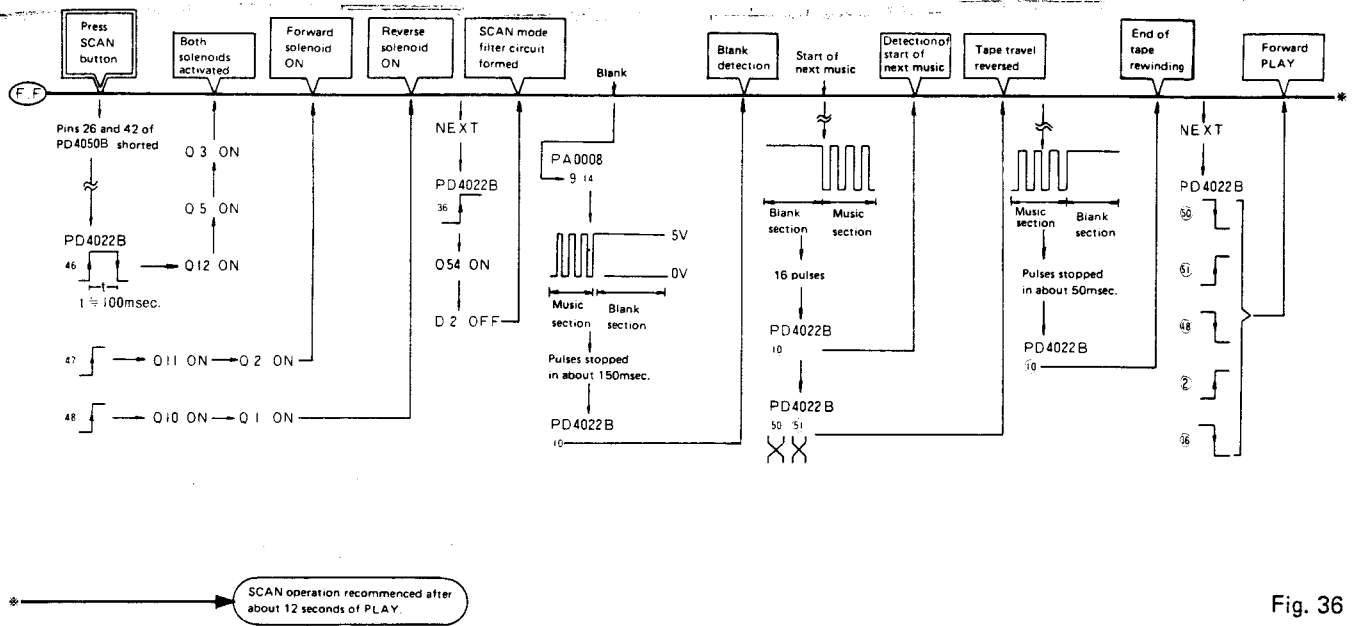 Press
SCAN
button
Both
solenoids
activated
Forward
solenoid
ON
Reverse
solenoid
ON
SCAN mode
filter circuit
formed
Blank
Blank
detection
Start of
next music
Detection of
start of
next music
Tape travel
reversed
End of
tape
rewinding
Forward
PLAY
F.F
*
Pins 26 and 42 of
PD4050B shorted
PD4022B
46
t
t ≒ 100msec.
Q12 ON
Q5 ON
Q3 ON
47
Q11 ON
Q2 ON
48
Q10 ON
Q1 ON
NEXT
PD4022B
36
Q54 ON
D2 OFF
PA0008
9 14
5V
0V
Music
section
Blank
section
Pulses stopped
in about 150msec.
PD4022B
10
Blank
section
Music
section
16 pulses
PD4022B
10
PD4022B
50 51
Music
section
Blank
section
Pulses stopped
in about 50msec.
PD4022B
10
NEXT
PD4022B
50
51
48
2
36
*
SCAN operation recommenced after
about 12 seconds of PLAY.
Fig. 36